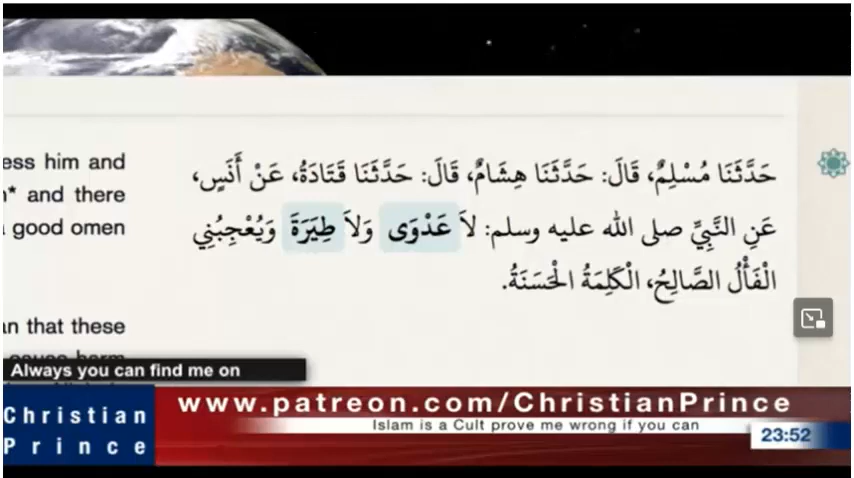 ess him and
* and there
good omen
an that these
حَدَّثَنَا مُسْلِمٌ، قَالَ: حَدَّثَنَا هِشَامٌ، قَالَ: حَدَّثَنَا قَتَادَةُ، عَنْ أَنَسٍ،
عَنِ النَّبِيِّ صلى الله عليه وسلم: لاَ عَدْوَى وَلاَ طِيَرَةَ وَيُعْجِبُنِي
الْفَأْلُ الصَّالِحُ، الْكَلِمَةُ الْحَسَنَةُ.
Always you can find me on
Christian
Prince
www.patreon.com/ChristianPrince
Islam is a Cult prove me wrong if you can
23:52